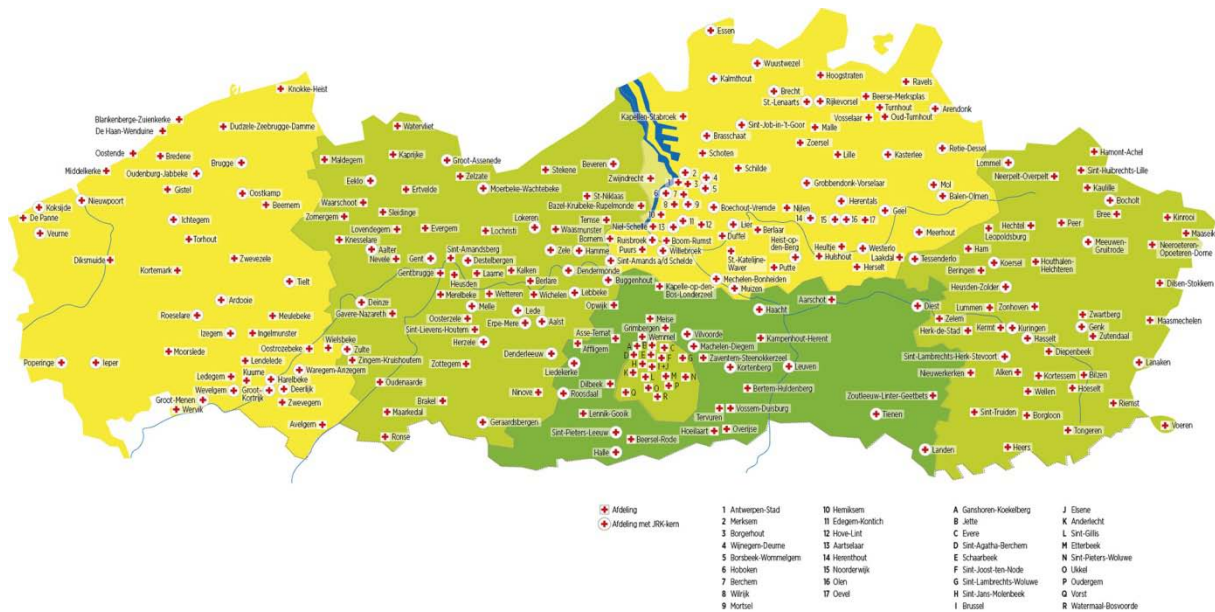 Essen
Wuustwezel
Kalmthout
Hoogstraten
Ravels
Knokke-Heist
Brecht
St.-Lenaarts
Rijkevorsel
Beerse-Merksplas
Turnhout
Arendonk
Blankenberge-Zuienkerke
De Haan-Wenduine
Dudzele-Zeebrugge-Damme
Watervliet
Kapellen-Stabroek
Sint-Job-in-'t-Goor
Malle
Vosselaar
Oud-Turnhout
Brasschaat
Zoersel
Oostende
Bredene
Brugge
Maldegem
Kaprijke
Groot-Assenede
Stekene
Beveren
Schoten
Schilde
Lille
Kasterlee
Retie-Dessel
Lommel
Hamont-Achel
Middelkerke
Oudenburg-Jabbeke
Eeklo
Zelzate
Zwijndrecht
Neerpelt-Overpelt
Sint-Huibrechts-Lille
Gistel
Oostkamp
Ertvelde
Moerbeke-Wachtebeke
Grobbendonk-Vorselaar
Mol
Balen-Olmen
Kaulille
Koksijde
Nieuwpoort
Beernem
Waarschoot
St-Niklaas
Bazel-Kruibeke-Rupelmonde
Boechout-Vremde
Nijlen
Herentals
Geel
Bocholt
De Panne
Ichtegem
Zomergem
Sleidinge
Lokeren
Temse
Bree
Kinrooi
Veurne
Torhout
Lovendegem
Evergem
Lochristi
Waasmunster
Niel-Schelle
Lier
Berlaar
Hechtel
Leopoldsburg
Peer
Maaseik
Knesselare
Bornem
Ruisbroek
Boom-Rumst
Duffel
Heist-op-
den-Berg
Heultje
Hulshout
Westerlo
Laakdal
Meerhout
Ham
Meeuwen-
Gruitrode
Neeroeteren-
Opoeteren-Dorne
Diksmuide
Zwevezele
Aalter
Nevele
Gent
Sint-Amandsberg
Destelbergen
Zele
Hamme
Puurs
Willebroek
Sint-Amands a/d Schelde
St.-Katelijne-
Waver
Putte
Herselt
Tessenderlo
Beringen
Koersel
Houthalen-
Helchteren
Kortemark
Tielt
Gentbrugge
Heusden
Laarne
Kalken
Berlare
Dendermonde
Buggenhout
Mechelen-Bonheiden
Muizen
Kapelle-op-den-
Bos-Londerzeel
Heusden-Zolder
Dilsen-Stokkem
Ardooie
Deinze
Merelbeke
Melle
Wetteren
Wichelen
Lebbeke
Opwijk
Aarschot
Haacht
Diest
Lummen
Zonhoven
Zwartberg
Roeselare
Meulebeke
Gavere-Nazareth
Oosterzele
Lede
Erpe-Mere
Aalst
Meise
Grimbergen
Zelem
Herk-de-Stad
Kermt
Kuringen
Genk
Maasmechelen
Izegem
Ingelmunster
Sint-Lievens-Houtem
Asse-Ternat
Wemmel
Vilvoorde
Kampenhout-Herent
Hasselt
Zutendaal
Moorslede
Oostrozebeke
Wielsbeke
Zulte
Herzele
Affligem
Machelen-Diegem
Diepenbeek
Poperinge
Ieper
Lendelede
Zingem-Kruishoutem
Denderleeuw
Zaventem-Steenokkerzeel
Sint-Lambrechts-Herk-Stevoort
Lanaken
Kuurne
Waregem-Anzegem
Zottegem
Liedekerke
Kortenberg
Leuven
Nieuwerkerken
Alken
Kortessem
Bilzen
Ledegem
Harelbeke
Oudenaarde
Dilbeek
Bertem-Huldenberg
Wevelgem
Groot-
Kortrijk
Deerlijk
Ninove
Roosdaal
Zoutleeuw-Linter-Geetbets
Wellen
Hoeselt
Groot-Menen
Wervik
Zwevegem
Brakel
Maarkedal
Lennik-Gooik
Vossem-Duisburg
Tervuren
Tienen
Sint-Truiden
Borgloon
Riemst
Avelgem
Ronse
Geraardsbergen
Sint-Pieters-Leeuw
Beersel-Rode
Hoeilaart
Overijse
Tongeren
Voeren
Halle
Landen
Heers
Afdeling
Afdeling met JRK-kern
1 Antwerpen-Stad
2 Merksem
3 Borgerhout
4 Wijnegem-Deurne
5 Borsbeek-Wommelgem
6 Hoboken
7 Berchem
8 Wilrijk
9 Mortsel
10 Hemiksem
11 Edegem-Kontich
12 Hove-Lint
13 Aartselaar
14 Herenthout
15 Noorderwijk
16 Olen
17 Oevel
A Ganshoren-Koekelberg
B Jette
C Evere
D Sint-Agatha-Berchem
E Schaarbeek
F Sint-Joost-ten-Node
G Sint-Lambrechts-Woluwe
H Sint-Jans-Molenbeek
I Brussel
J Elsene
K Anderlecht
L Sint-Gillis
M Etterbeek
N Sint-Pieters-Woluwe
O Ukkel
P Oudergem
Q Vorst
R Watermaal-Bosvoorde